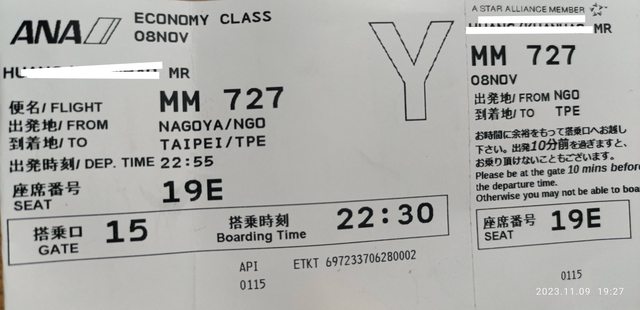 ANA
ECONOMY CLASS
08NOV
MR
便名/FLIGHT MM 727
出発地/FROM NAGOYA/NGO
到着地/TO TAIPEI/TPE
出発時刻/DEP. TIME 22:55
座席番号 SEAT 19E
搭乗口 GATE 15 搭乗時刻 Boarding Time 22:30
API ETKT 697233706280002
0115
Y
A STAR ALLIANCE MEMBER
MR
MM 727
08NOV
出発地/FROM NGO
到着地/TO TPE
お時間に余裕をもって搭乗口へお越し
下さい。出発10分前を過ぎますと、
お乗り頂けないこともございます。
Please be at the gate 10 mins before
the departure time.
Otherwise you may not be able to boa
座席番号 SEAT 19E
0115
2023.11.09 19:27